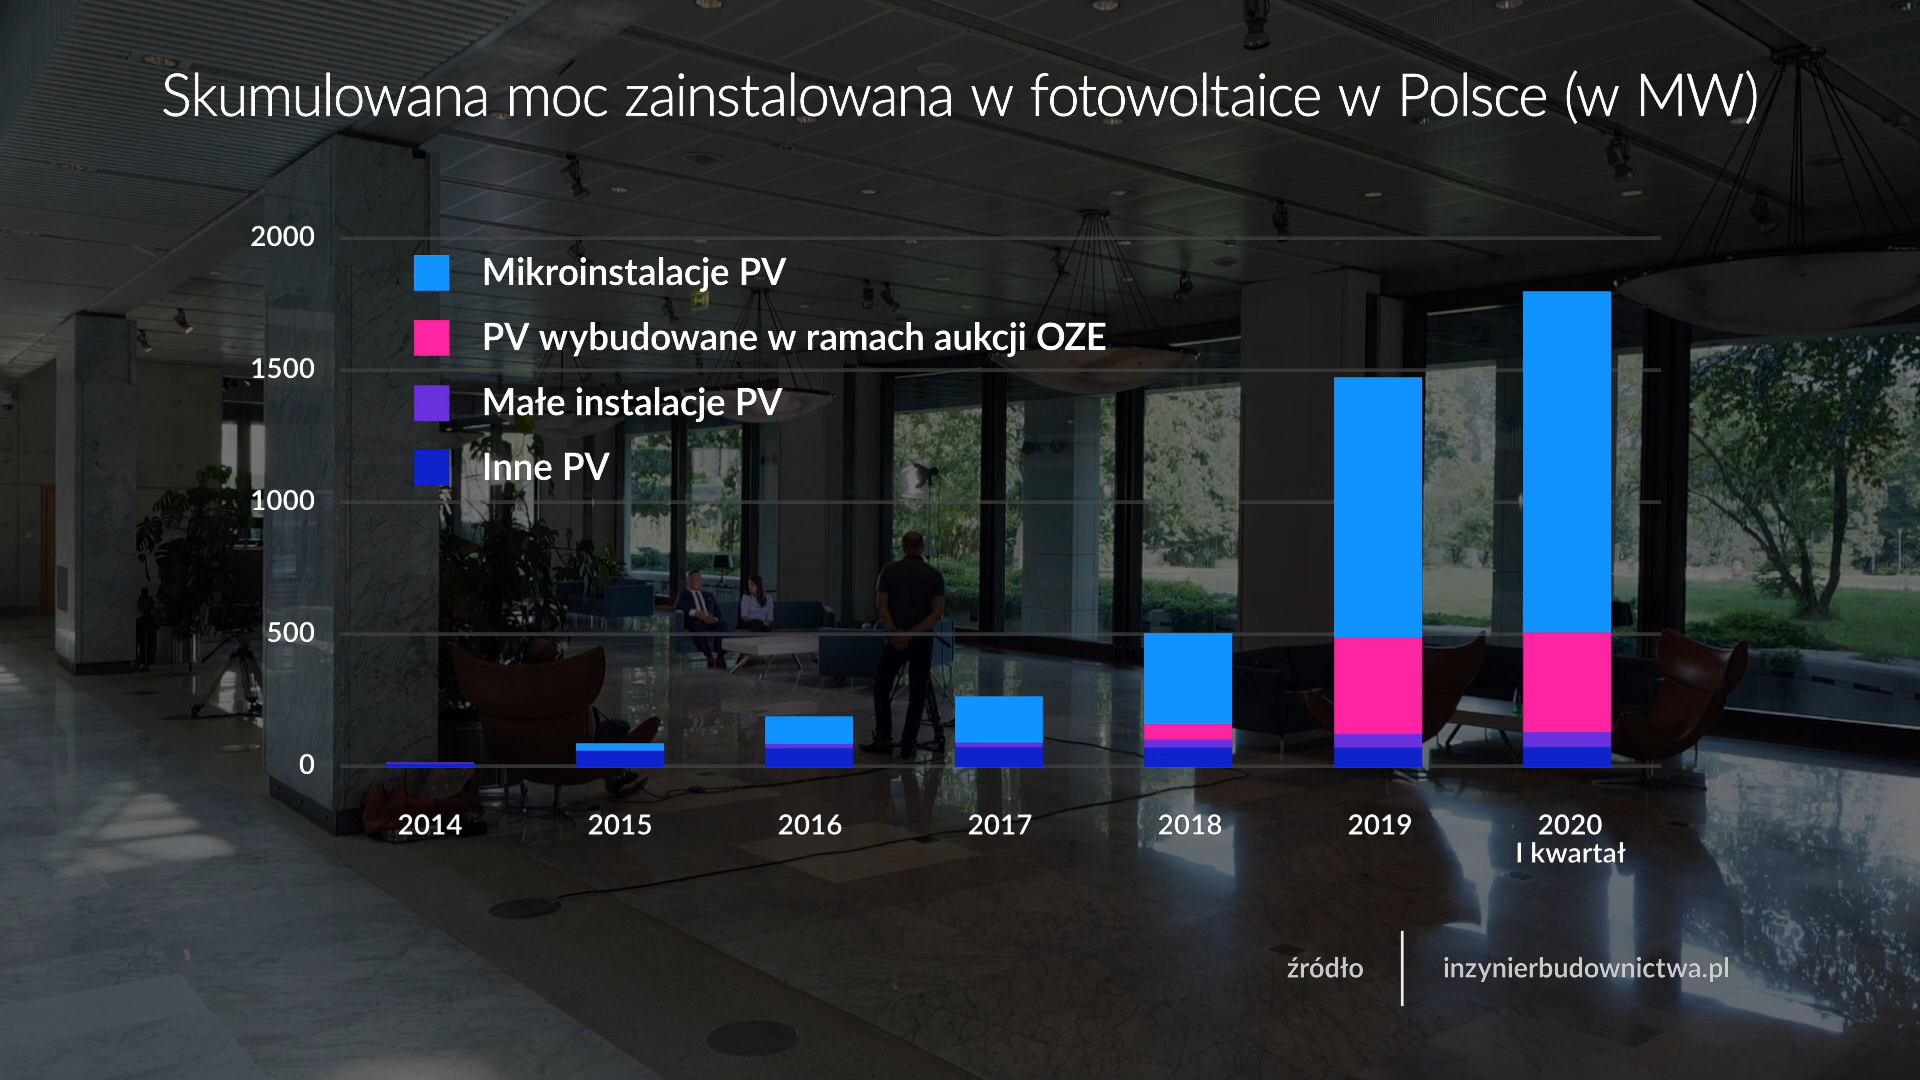 Skumulowana moc zainstalowana w fotowoltaice w Polsce (w MW)
2000
Mikroinstalacje PV
PV wybudowane w ramach aukcji OZE
1500
Małe instalacje PV
Inne PV
1000
500
0
2014 2015 2016 2017 2018 2019 2020
I kwartał
źródło inzynierbudownictwa.pl